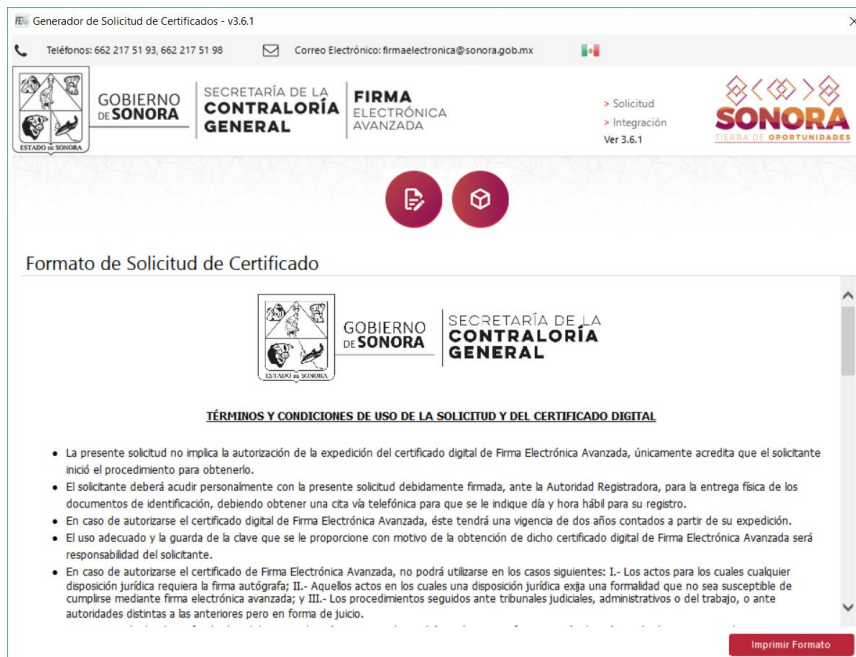 Generador de Solicitud de Certificados - v3.6.1
Teléfonos: 662 217 51 93, 662 217 51 98
Correo Electrónico: firmaelectronica@sonora.gob.mx
GOBIERNO
DE SONORA
ESTADO DE SONORA
SECRETARÍA DE LA
CONTRALORÍA
GENERAL
FIRMA
ELECTRÓNICA
AVANZADA
> Solicitud
> Integración
Ver 3.6.1
SONORA
TIERRA DE OPORTUNIDADES
Formato de Solicitud de Certificado
GOBIERNO
DE SONORA
ESTADO DE SONORA
SECRETARÍA DE LA
CONTRALORÍA
GENERAL
TÉRMINOS Y CONDICIONES DE USO DE LA SOLICITUD Y DEL CERTIFICADO DIGITAL
• La presente solicitud no implica la autorización de la expedición del certificado digital de Firma Electrónica Avanzada, únicamente acredita que el solicitante
inició el procedimiento para obtenerlo.
• El solicitante deberá acudir personalmente con la presente solicitud debidamente firmada, ante la Autoridad Registradora, para la entrega física de los
documentos de identificación, debiendo obtener una cita vía telefónica para que se le indique día y hora hábil para su registro.
• En caso de autorizarse el certificado digital de Firma Electrónica Avanzada, éste tendrá una vigencia de dos años contados a partir de su expedición.
• El uso adecuado y la guarda de la clave que se le proporcione con motivo de la obtención de dicho certificado digital de Firma Electrónica Avanzada será
responsabilidad del solicitante.
• En caso de autorizarse el certificado de Firma Electrónica Avanzada, no podrá utilizarse en los casos siguientes: I.- Los actos para los cuales cualquier
disposición jurídica requiera la firma autógrafa; II.- Aquellos actos en los cuales una disposición jurídica exija una formalidad que no sea susceptible de
cumplirse mediante firma electrónica avanzada; y III.- Los procedimientos seguidos ante tribunales judiciales, administrativos o del trabajo, o ante
autoridades distintas a las anteriores pero en forma de juicio.
Imprimir Formato